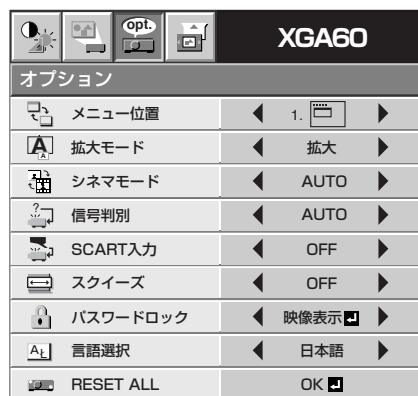 opt. XGA60
オプション
メニュー位置 1.
拡大モード 拡大
シネマモード AUTO
信号判別 AUTO
SCART入力 OFF
スクイーズ OFF
パスワードロック 映像表示
言語選択 日本語
RESET ALL OK